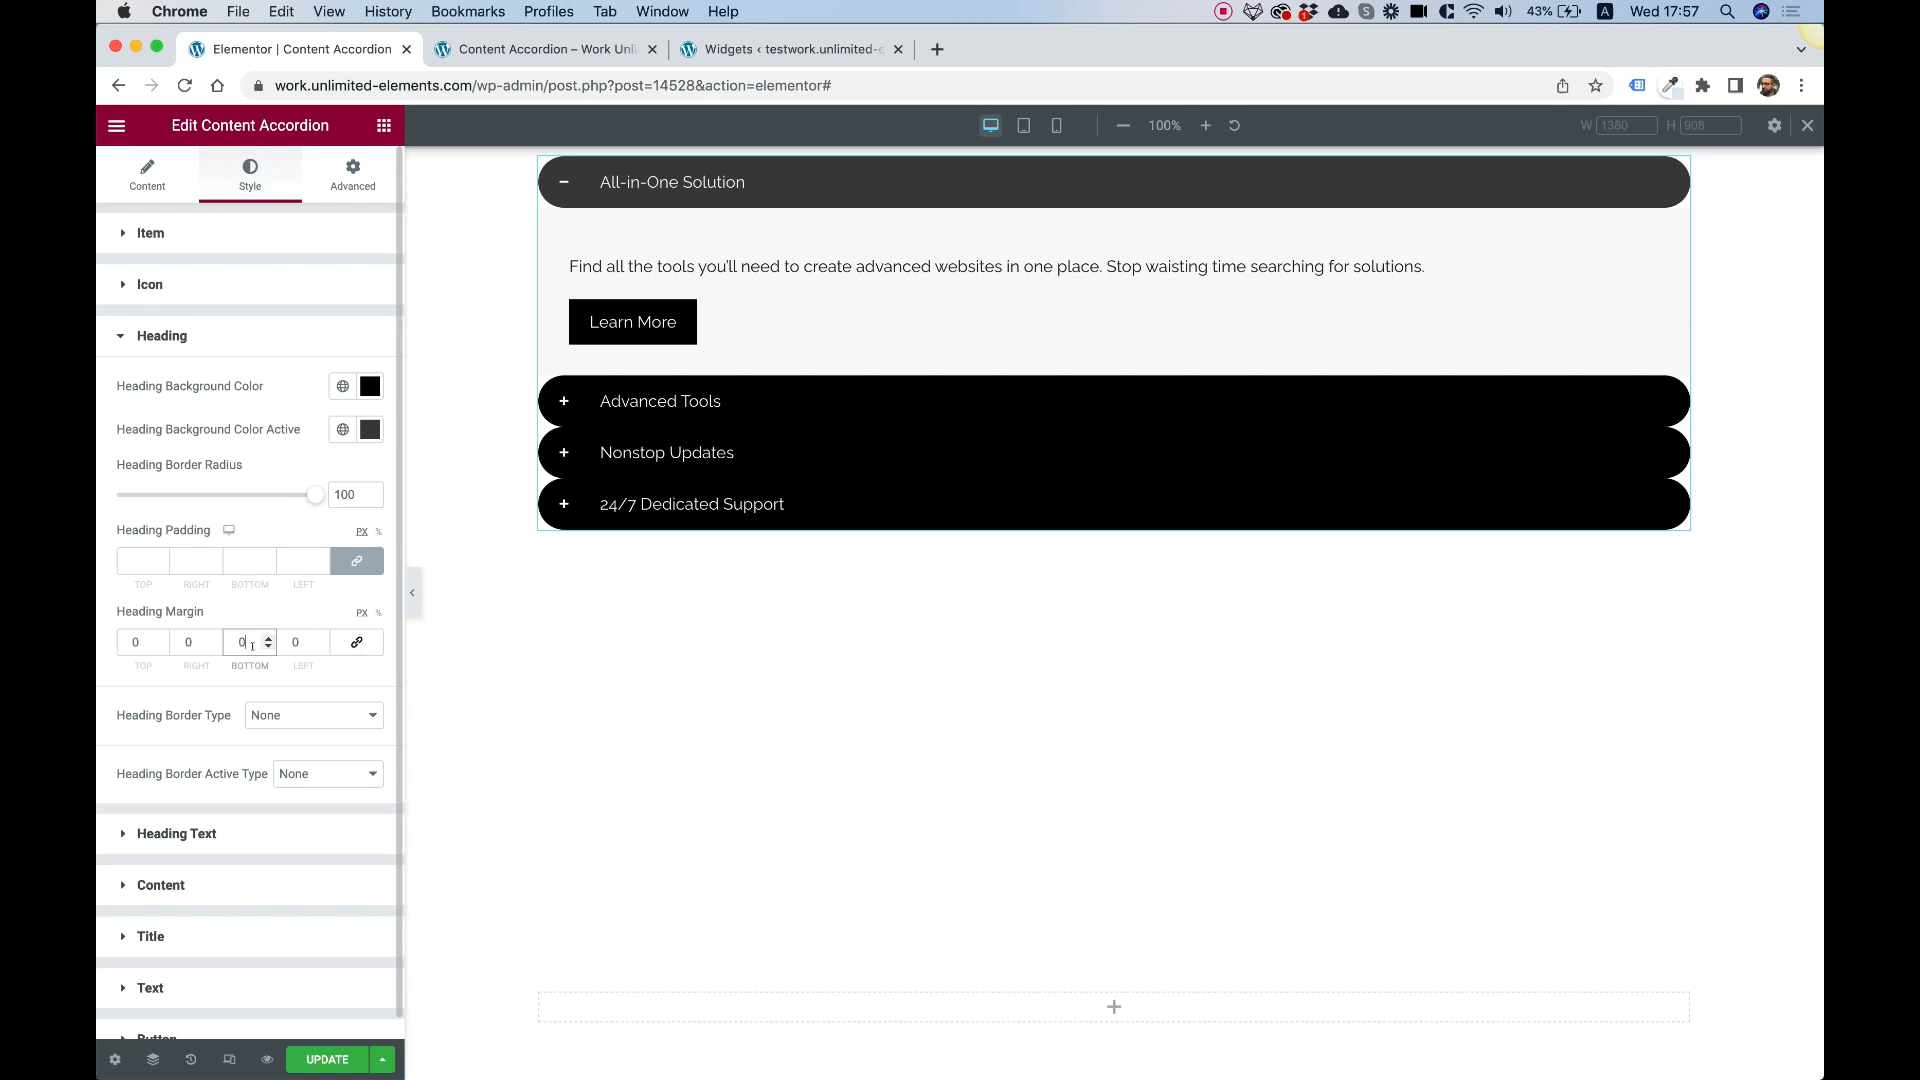 Chrome File Edit View History Bookmarks Profiles Tab Window Help 43% Wed 17:57
Elementor | Content Accordion Content Accordion – Work Unli Widgets ‹ testwork.unlimited-e
work.unlimited-elements.com/wp-admin/post.php?post=14528&action=elementor#
Edit Content Accordion 100% W 1380 H 908
Content Style Advanced
Item
Icon
Heading
Heading Background Color
Heading Background Color Active
Heading Border Radius
100
Heading Padding PX %
TOP RIGHT BOTTOM LEFT
Heading Margin PX %
0 0 0 0
TOP RIGHT BOTTOM LEFT
Heading Border Type None
Heading Border Active Type None
Heading Text
Content
Title
Text
Button
UPDATE
All-in-One Solution
Find all the tools you'll need to create advanced websites in one place. Stop waisting time searching for solutions.
Learn More
Advanced Tools
Nonstop Updates
24/7 Dedicated Support